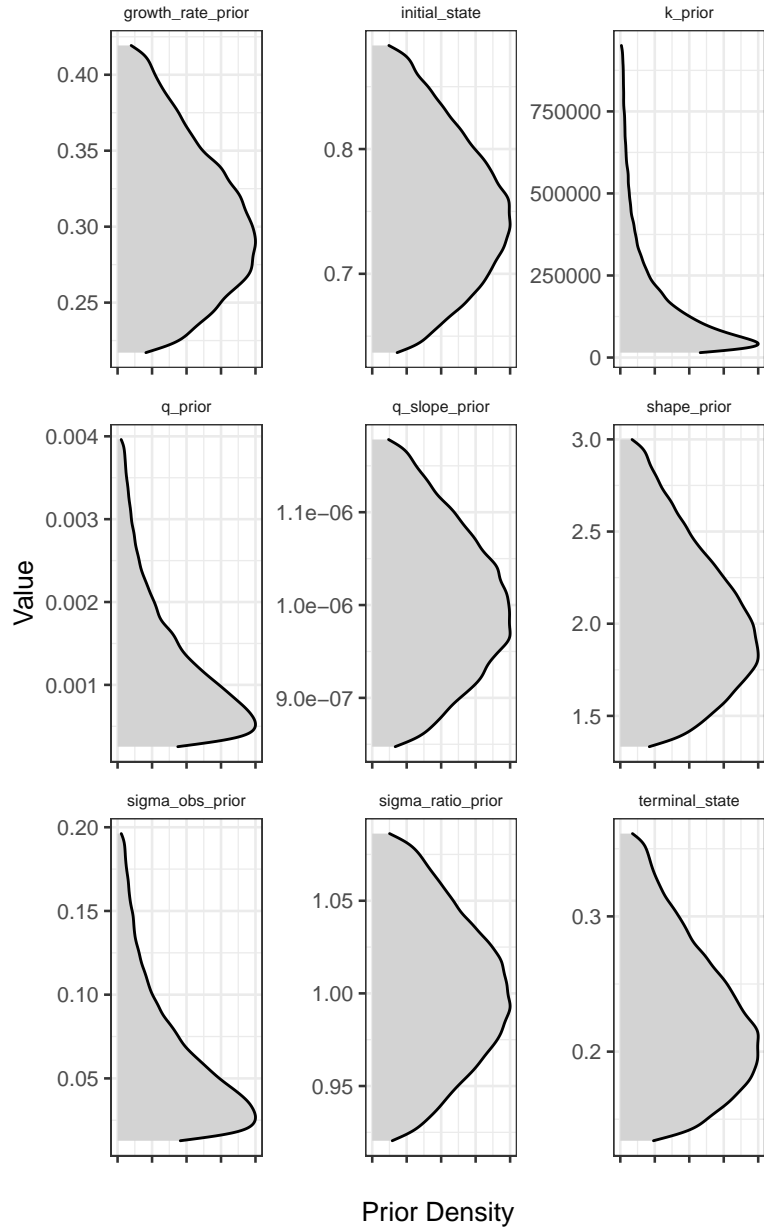 growth_rate_prior
initial_state
k_prior
0.40
0.35
0.30
0.25
0.8
0.7
750000
500000
250000
0
q_prior
q_slope_prior
shape_prior
0.004
0.003
0.002
0.001
1.1e−06
1.0e−06
9.0e−07
3.0
2.5
2.0
1.5
sigma_obs_prior
sigma_ratio_prior
terminal_state
0.20
0.15
0.10
0.05
1.05
1.00
0.95
0.3
0.2
Value
Prior Density